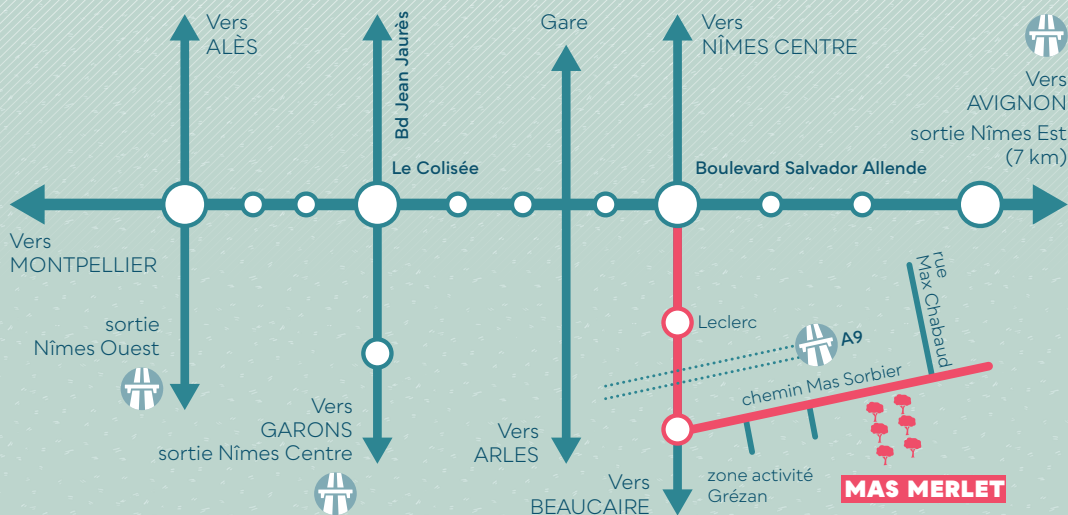 Vers
ALÈS
Bd Jean Jaurès
Gare
Vers
NÎMES CENTRE
Vers
AVIGNON
sortie Nîmes Est
(7 km)
Le Colisée
Boulevard Salvador Allende
Vers
MONTPELLIER
sortie
Nîmes Ouest
Vers
GARONS
sortie Nîmes Centre
Vers
ARLES
Leclerc
A9
rue
Max Chabaud
chemin Mas Sorbier
zone activité
Grézan
Vers
BEAUCAIRE
MAS MERLET